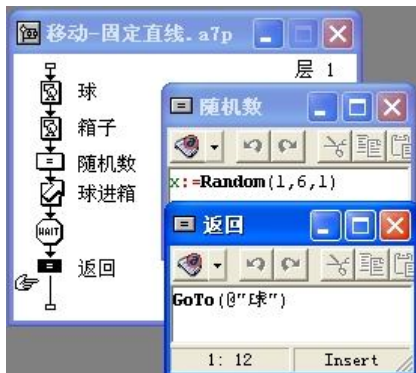 移动-固定直线.a7p
层 1
球
箱子
随机数
球进箱
WAIT
返回
随机数
x:=Random(1,6,1)
返回
GoTo(@"球")
1: 12
Insert